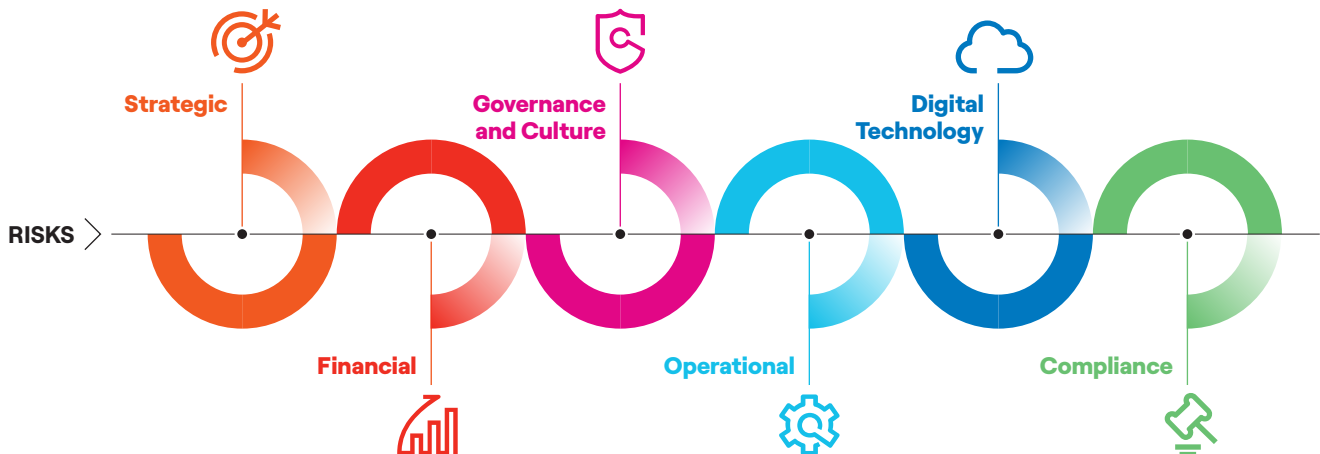 Strategic
Governance
and Culture
Digital
Technology
RISKS
Financial
Operational
Compliance